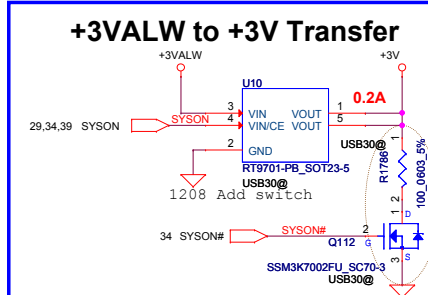 +3VALW to +3V Transfer
+3VALW
+3V
U10
0.2A
3 VIN VOUT 1
29,34,39 SYSON SYSON 4 VIN/CE VOUT 5
2 GND
USB30@
RT9701-PB_SOT23-5
USB30@
1208 Add switch
1
R1786
100_0603_5%
2
1
D
34 SYSON# SYSON# 2 G
Q112
3 S
SSM3K7002FU_SC70-3
USB30@